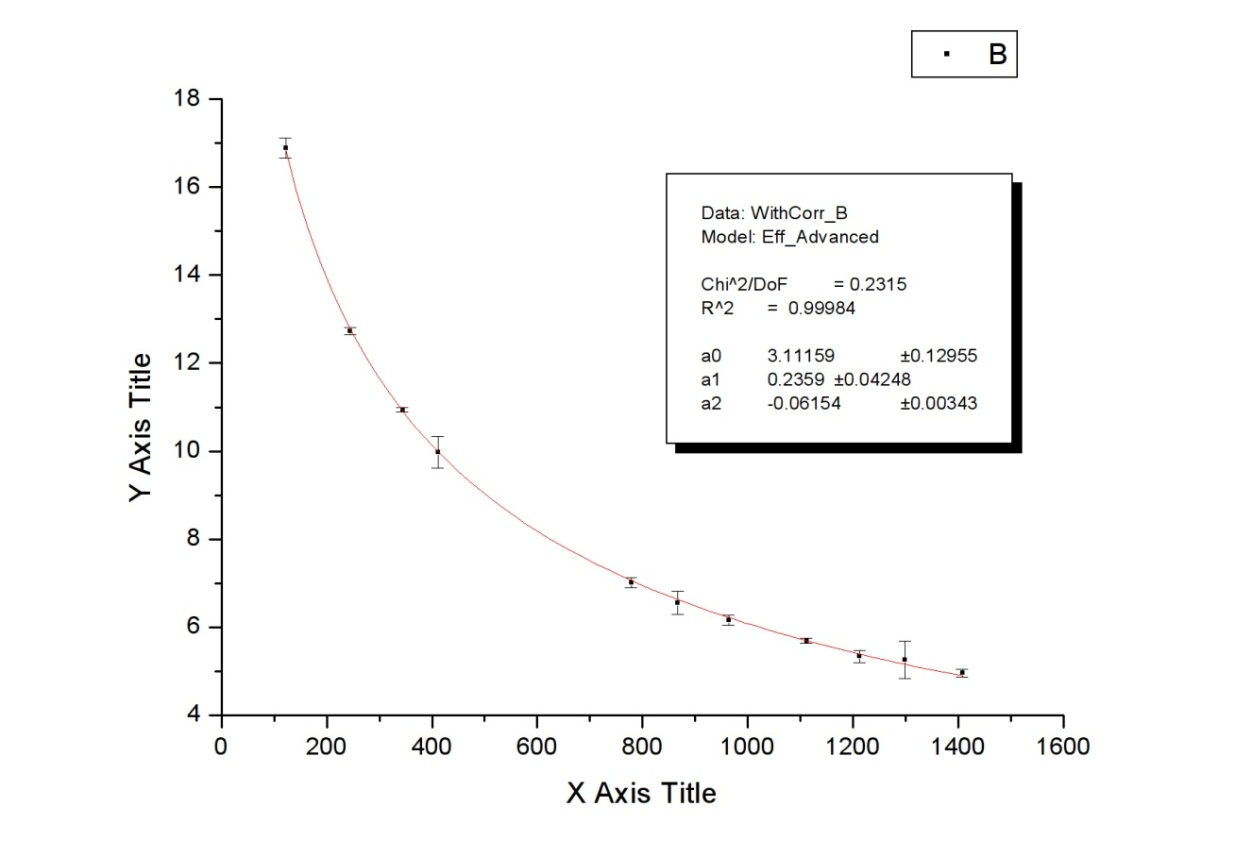 B
18
16
14
12
10
8
6
4
Y Axis Title
Data: WithCorr_B
Model: Eff_Advanced
Chi^2/DoF = 0.2315
R^2 = 0.99984
a0 3.11159 ±0.12955
a1 0.2359 ±0.04248
a2 -0.06154 ±0.00343
0 200 400 600 800 1000 1200 1400 1600
X Axis Title